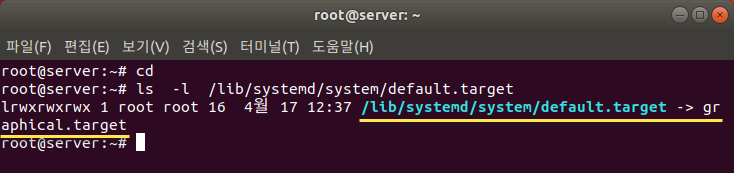 root@server: ~
파일(F) 편집(E) 보기(V) 검색(S) 터미널(T) 도움말(H)
root@server:~# cd
root@server:~# ls  -l  /lib/systemd/system/default.target
lrwxrwxrwx 1 root root 16  4월 17 12:37 /lib/systemd/system/default.target -> gr
aphical.target
root@server:~#